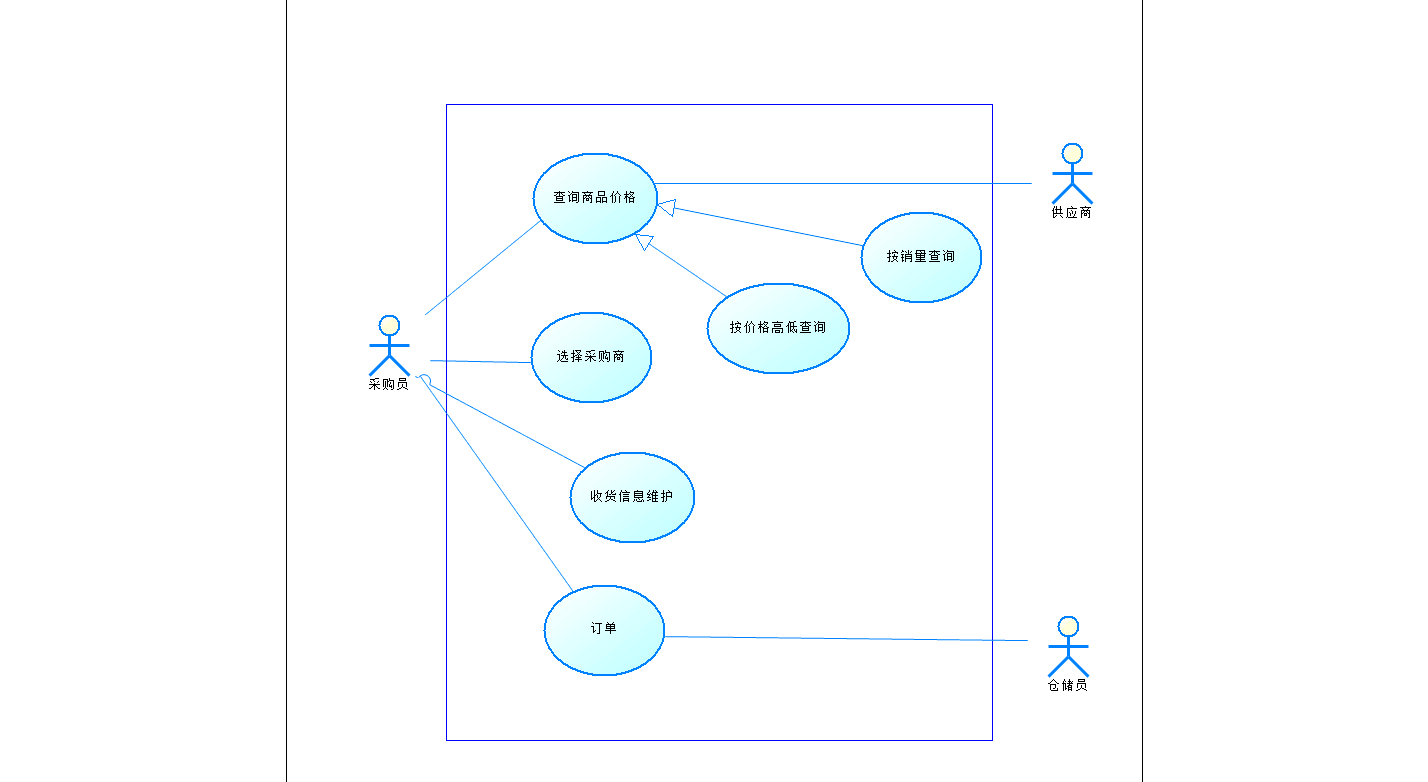 查询商品价格
供应商
按销量查询
按价格高低查询
选择采购商
采购员
收货信息维护
订单
仓储员